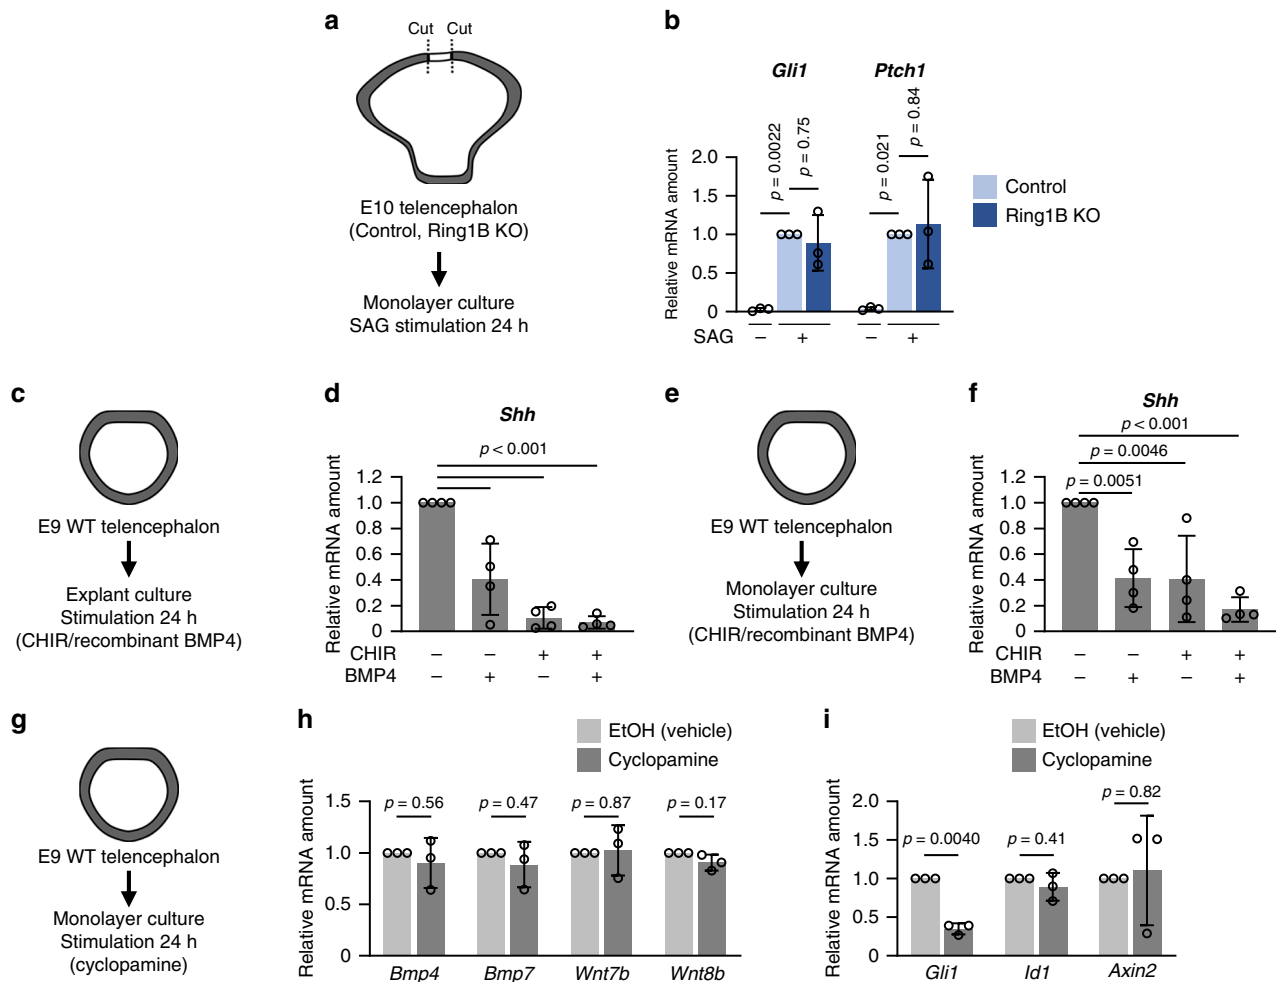 a
Cut Cut
E10 telencephalon
(Control, Ring1B KO)
Monolayer culture
SAG stimulation 24 h
b
Gli1 Ptch1
p = 0.0022
p = 0.75
p = 0.021
p = 0.84
Relative mRNA amount
2.0
1.5
1.0
0.5
0
SAG − + − +
Control
Ring1B KO
c
E9 WT telencephalon
Explant culture
Stimulation 24 h
(CHIR/recombinant BMP4)
d
Shh
p < 0.001
Relative mRNA amount
1.2
1.0
0.8
0.6
0.4
0.2
0
CHIR − − + +
BMP4 − + − +
e
E9 WT telencephalon
Monolayer culture
Stimulation 24 h
(CHIR/recombinant BMP4)
f
Shh
p < 0.001
p = 0.0046
p = 0.0051
Relative mRNA amount
1.2
1.0
0.8
0.6
0.4
0.2
0
CHIR − − + +
BMP4 − + − +
g
E9 WT telencephalon
Monolayer culture
Stimulation 24 h
(cyclopamine)
h
EtOH (vehicle)
Cyclopamine
p = 0.56 p = 0.47 p = 0.87 p = 0.17
Relative mRNA amount
1.5
1.0
0.5
0
Bmp4 Bmp7 Wnt7b Wnt8b
i
EtOH (vehicle)
Cyclopamine
p = 0.82
p = 0.0040 p = 0.41
Relative mRNA amount
2.0
1.5
1.0
0.5
0
Gli1 Id1 Axin2